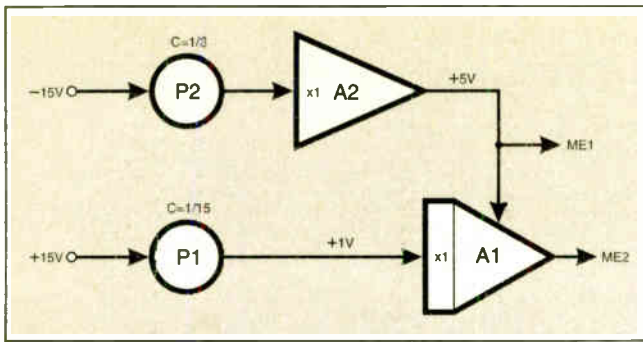 C=1/3
−15V
P2
x1
A2
+5V
ME1
C=1/15
+15V
P1
+1V
x1
A1
ME2